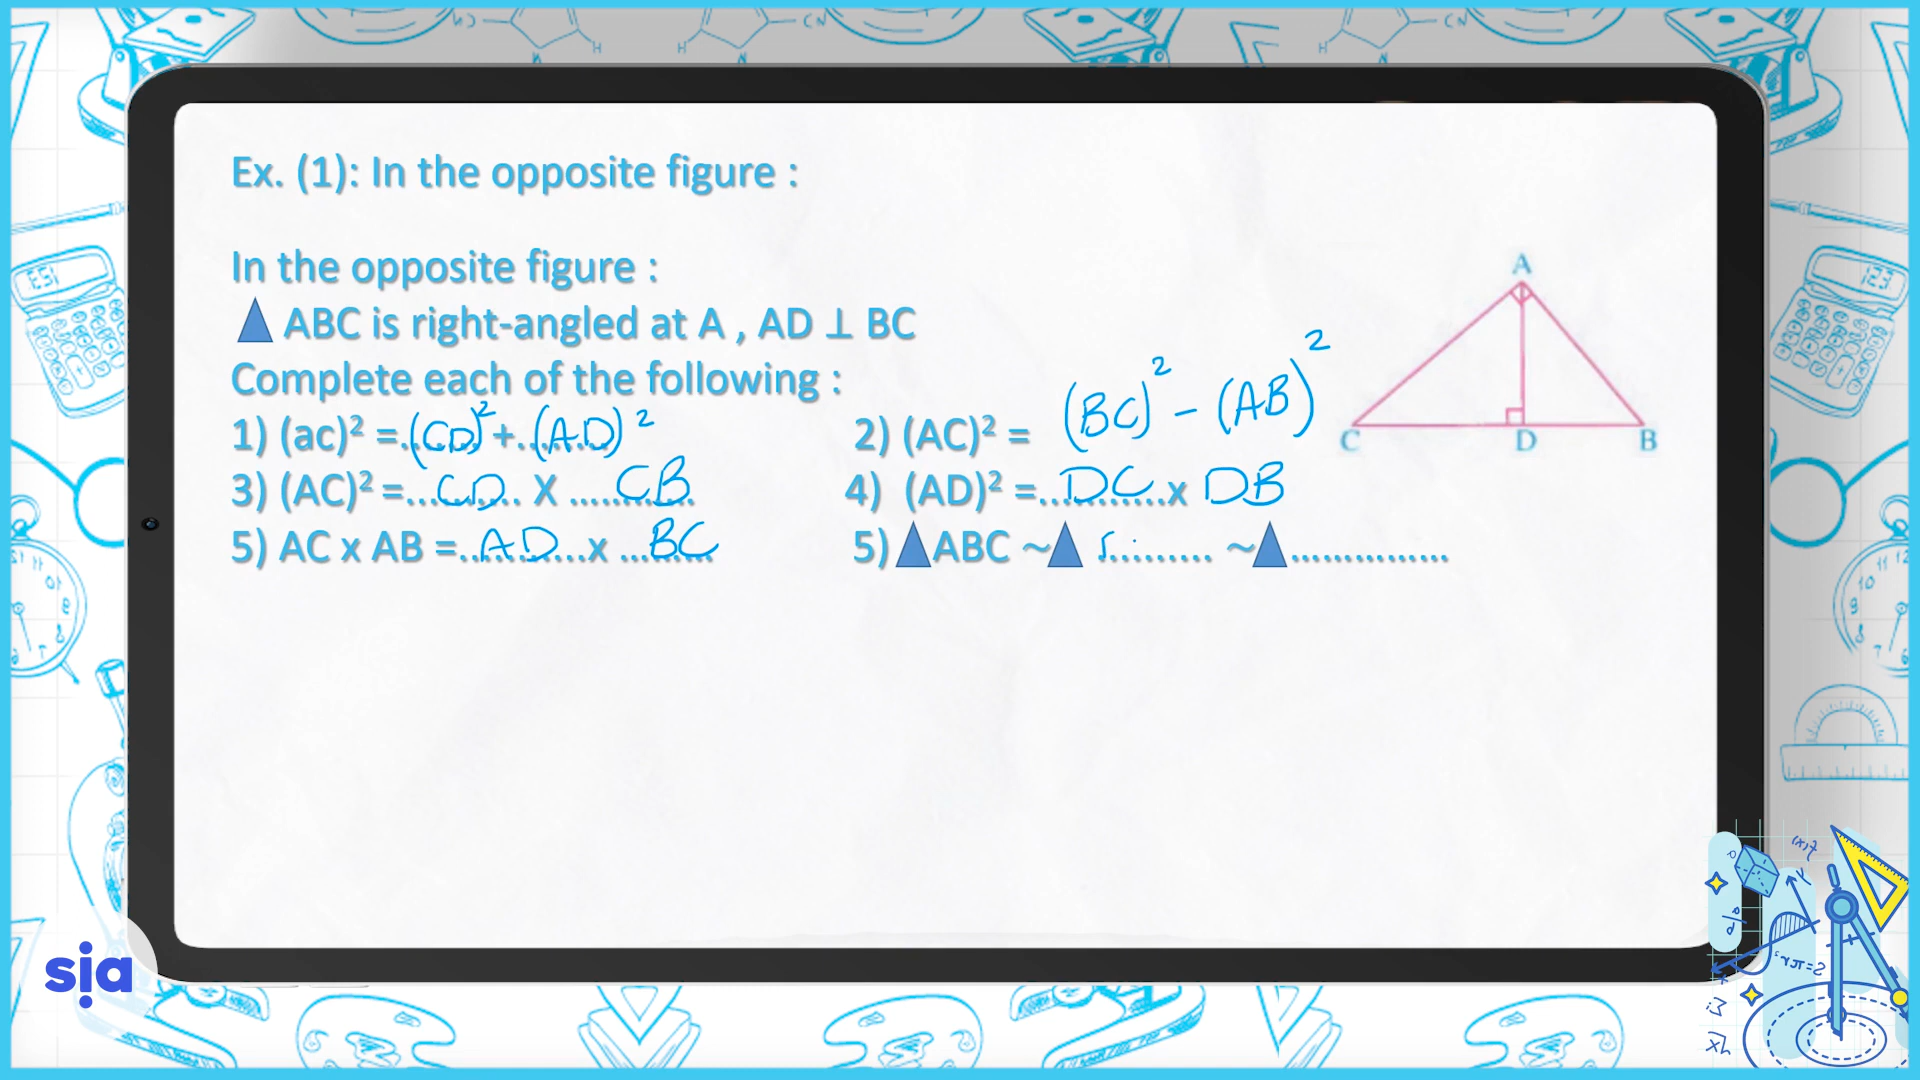 Ex. (1): In the opposite figure :
In the opposite figure :
ABC is right-angled at A , AD ⊥ BC
Complete each of the following :
1) (ac)² =.(CD)²+.(AD)²
2) (AC)² = (BC)² - (AB)²
3) (AC)² =...CD.. X ......CB
4) (AD)² =..DC...x DB
5) AC x AB =..AD...x ...BC
5) ▲ABC ~▲ .......... ~▲...............
A
C
D
B
sia